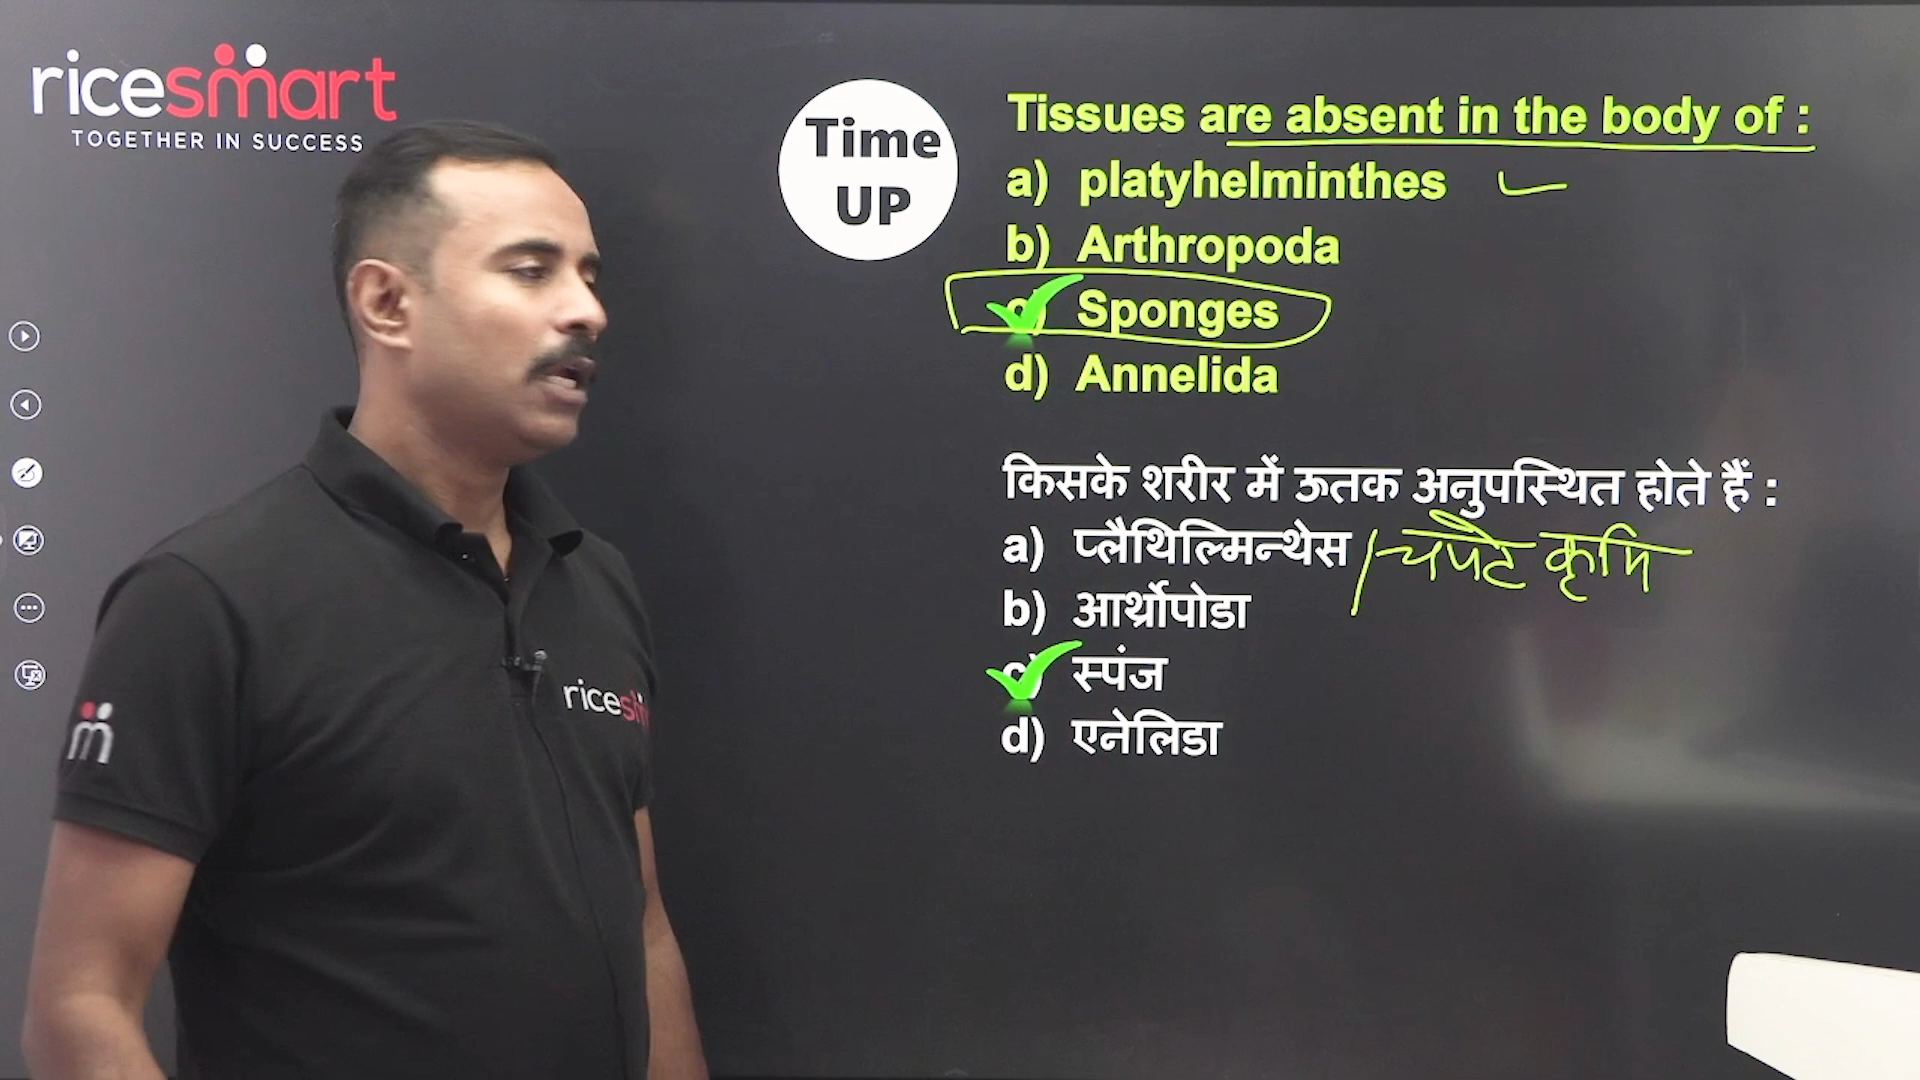 ricesmart
TOGETHER IN SUCCESS
Time
UP
Tissues are absent in the body of :
a) platyhelminthes
b) Arthropoda
c) Sponges
d) Annelida
किसके शरीर में ऊतक अनुपस्थित होते हैं :
a) प्लैथिल्मिन्थेस / चपटे कृमि
b) आर्थ्रोपोडा
c) स्पंज
d) एनेलिडा
ricesm